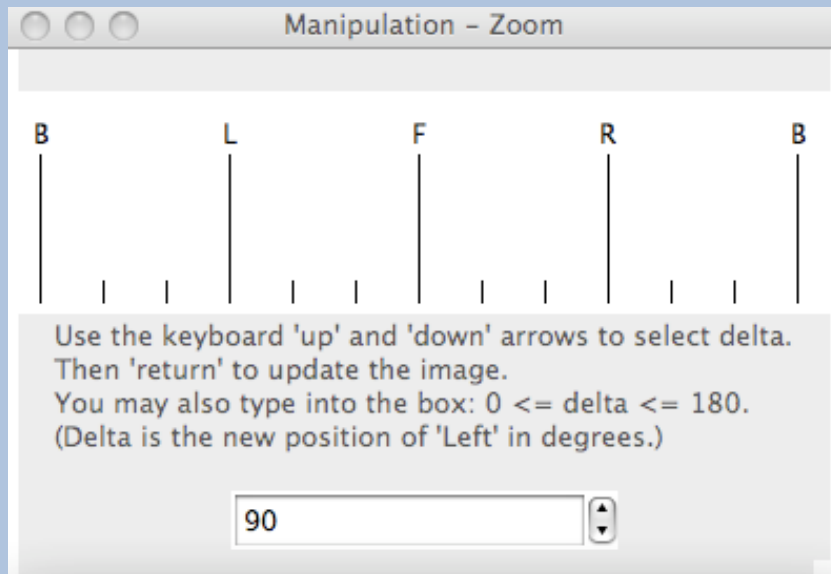 Manipulation – Zoom
B L F R B
Use the keyboard 'up' and 'down' arrows to select delta.
Then 'return' to update the image.
You may also type into the box: 0 <= delta <= 180.
(Delta is the new position of 'Left' in degrees.)
90